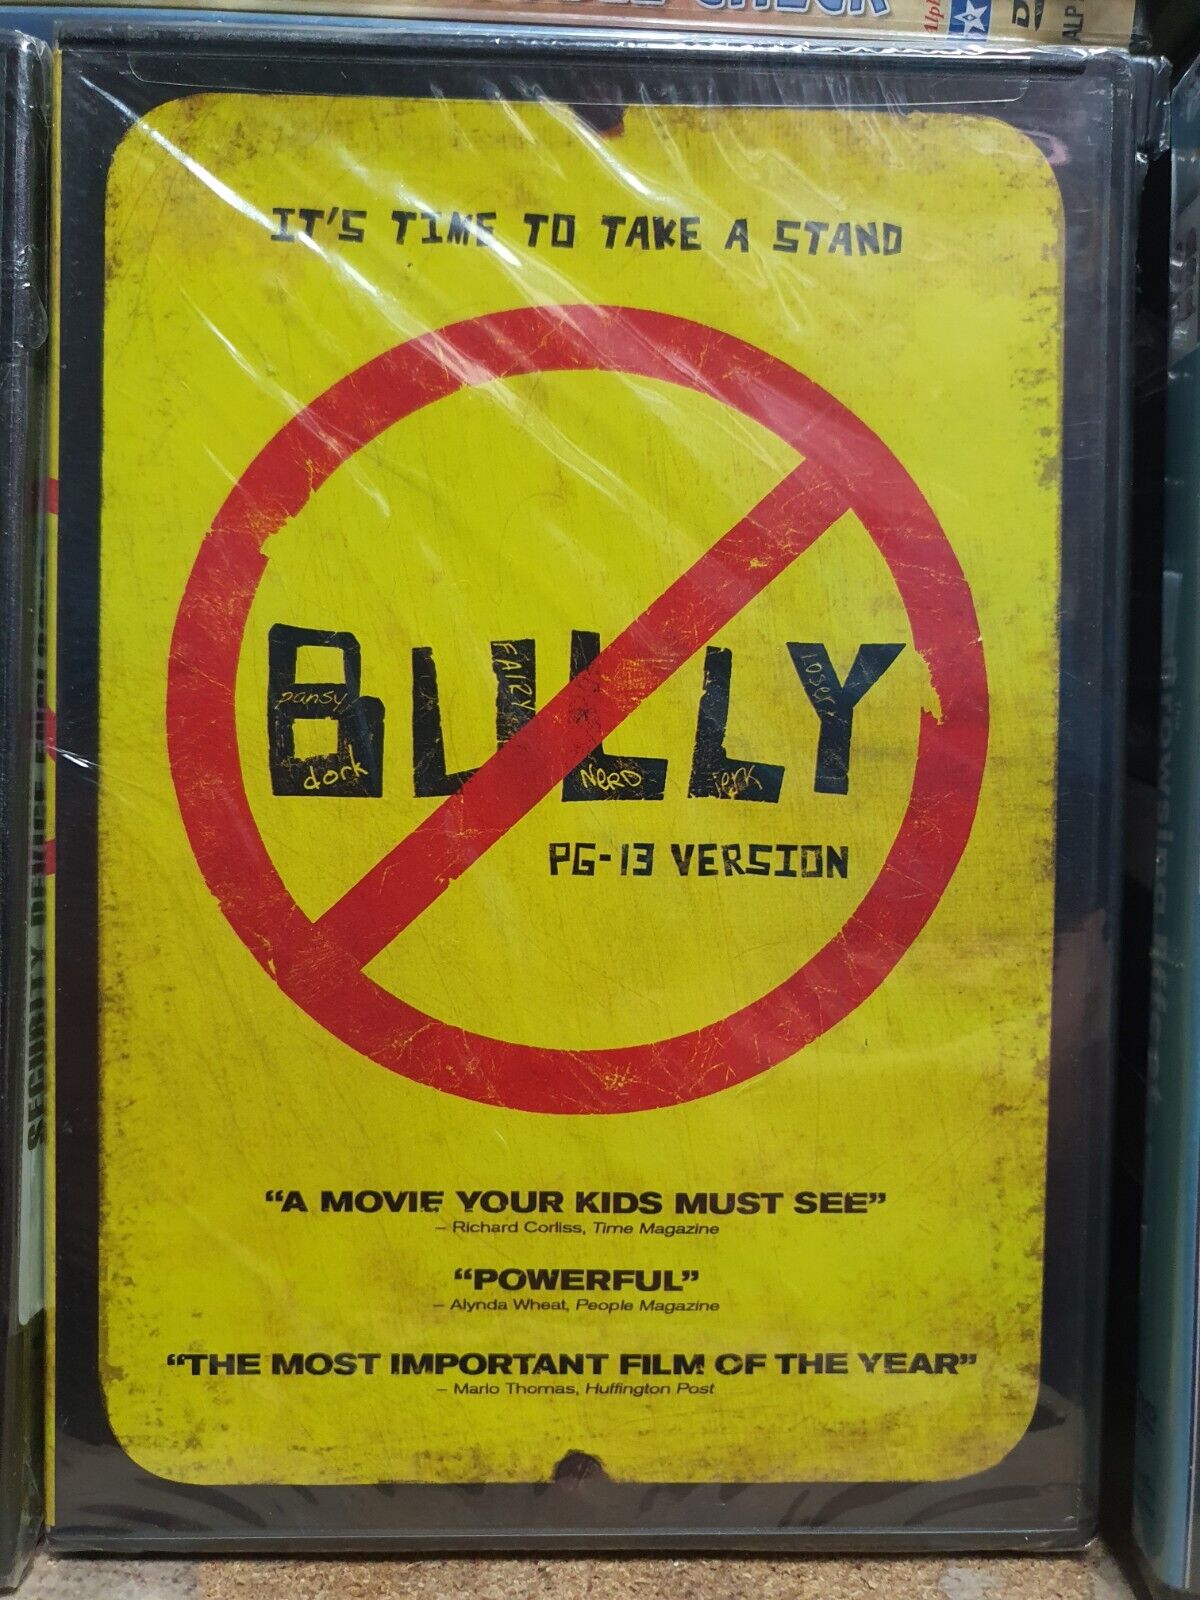 IT'S TIME TO TAKE A STAND
BULLY
pansy
dork
FAIRY
NERD
jerk
loser
PG-13 VERSION
"A MOVIE YOUR KIDS MUST SEE"
– Richard Corliss, Time Magazine
"POWERFUL"
– Alynda Wheat, People Magazine
"THE MOST IMPORTANT FILM OF THE YEAR"
– Marlo Thomas, Huffington Post